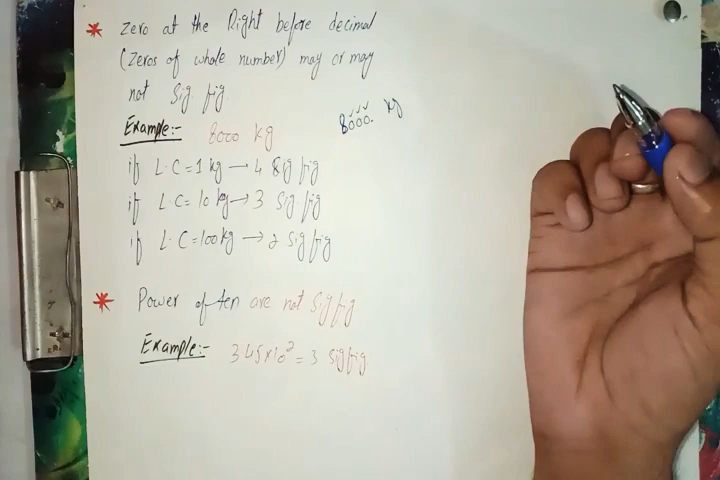 * Zero at the Right before decimal
(Zeros of whole number) may or may
not Sig fig.
Example:- 8000 kg
8000. kg
if L.C = 1 kg → 4 Sig fig
if L.C = 10 kg → 3 Sig fig
if L.C = 100 kg → 2 Sig fig
* Power of ten are not Sig fig
Example:- 345×10² = 3 sig fig